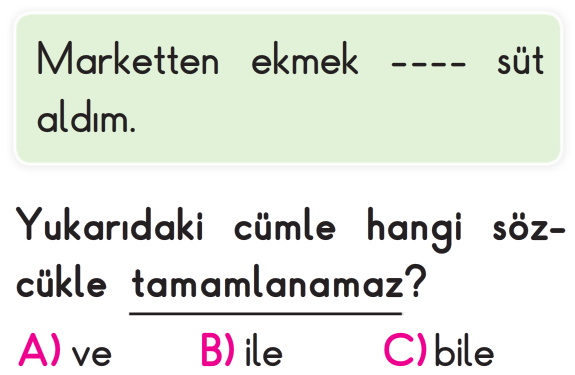 Marketten ekmek ---- süt
aldım.
Yukarıdaki cümle hangi söz-
cükle tamamlanamaz?
A) ve B) ile C) bile